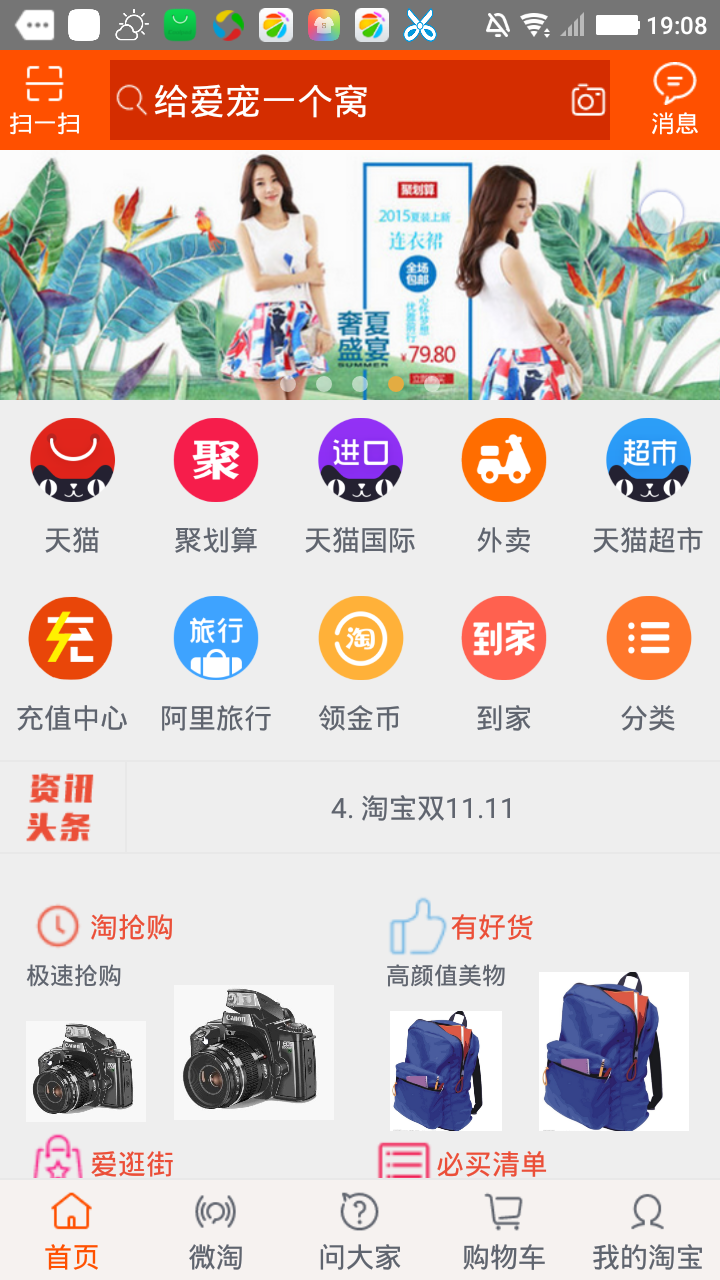 19:08
扫一扫
给爱宠一个窝
消息
聚划算
2015夏装上新
连衣裙
全场
包邮
心怀梦想
优惠前行
奢夏
盛宴
SUMMER
¥79.80
聚
进口
超市
天猫
聚划算
天猫国际
外卖
天猫超市
充
旅行
淘
到家
充值中心
阿里旅行
领金币
到家
分类
资讯
头条
4. 淘宝双11.11
淘抢购
有好货
极速抢购
高颜值美物
Canon
爱逛街
必买清单
首页
微淘
问大家
购物车
我的淘宝